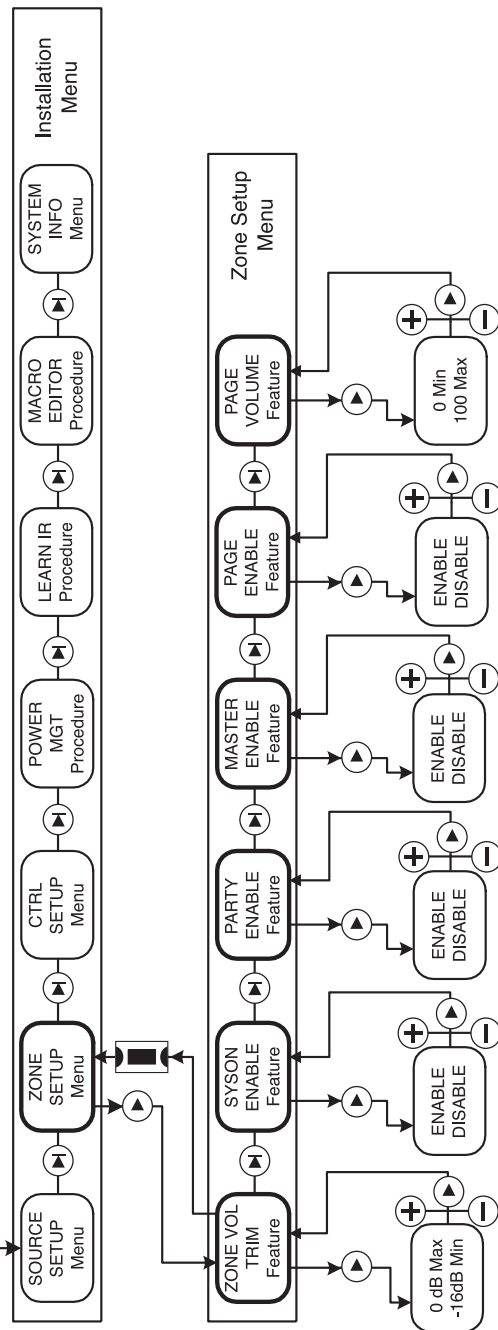 SOURCE
SETUP
Menu
ZONE
SETUP
Menu
CTRL
SETUP
Menu
POWER
MGT
Procedure
LEARN IR
Procedure
MACRO
EDITOR
Procedure
SYSTEM
INFO
Menu
Installation
Menu
ZONE VOL
TRIM
Feature
SYSON
ENABLE
Feature
PARTY
ENABLE
Feature
MASTER
ENABLE
Feature
PAGE
ENABLE
Feature
PAGE
VOLUME
Feature
Zone Setup
Menu
0 dB Max
-16dB Min
ENABLE
DISABLE
ENABLE
DISABLE
ENABLE
DISABLE
ENABLE
DISABLE
0 Min
100 Max